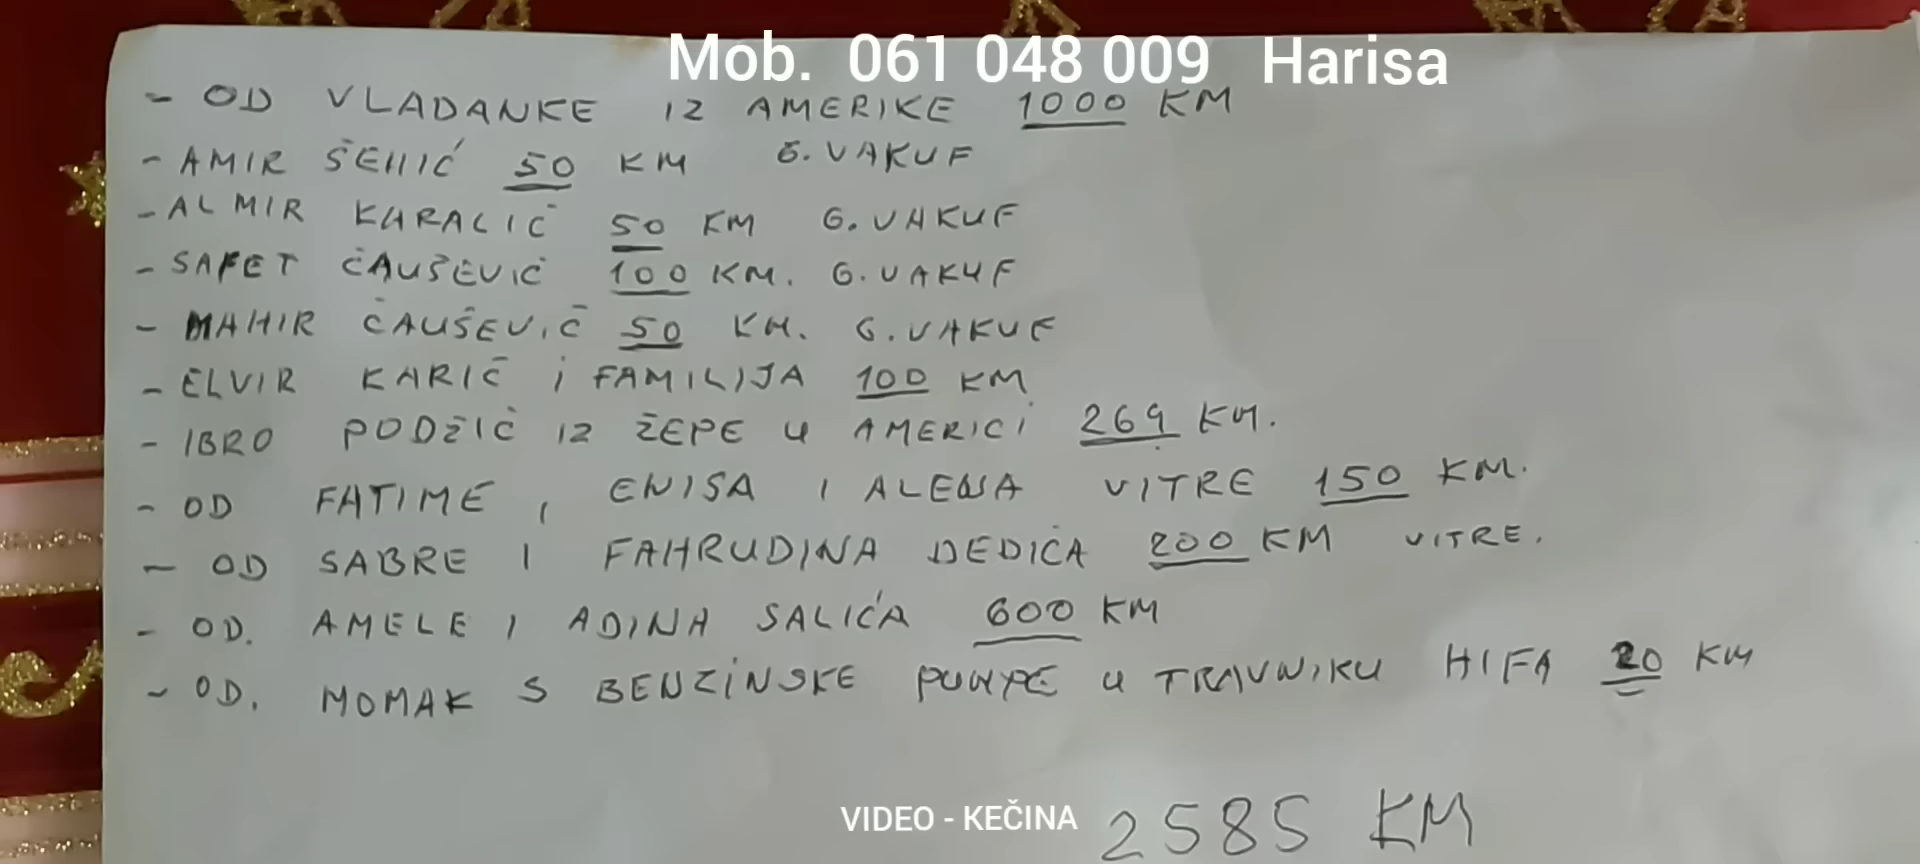 Mob. 061 048 009 Harisa
- OD VLADANKE IZ AMERIKE 1000 KM
- AMIR ŠEHIĆ 50 KM G. VAKUF
- ALMIR KARALIĆ 50 KM G. VAKUF
- SAFET ČAUŠEVIĆ 100 KM. G. VAKUF
- MAHIR ČAUŠEVIĆ 50 KM. G. VAKUF
- ELVIR KARIĆ i FAMILIJA 100 KM
- IBRO PODŽIĆ IZ ŽEPE U AMERICI 269 KM.
- OD FATIME, ENISA I ALENA VITRE 150 KM.
- OD SABRE I FAHRUDINA DEDIĆA 200 KM VITRE.
- OD. AMELE I ADINA SALIĆA 600 KM
- OD. MOMAK S BENZINSKE PUMPE U TRAVNIKU HIFA 20 KM
VIDEO - KEČINA
2585 KM